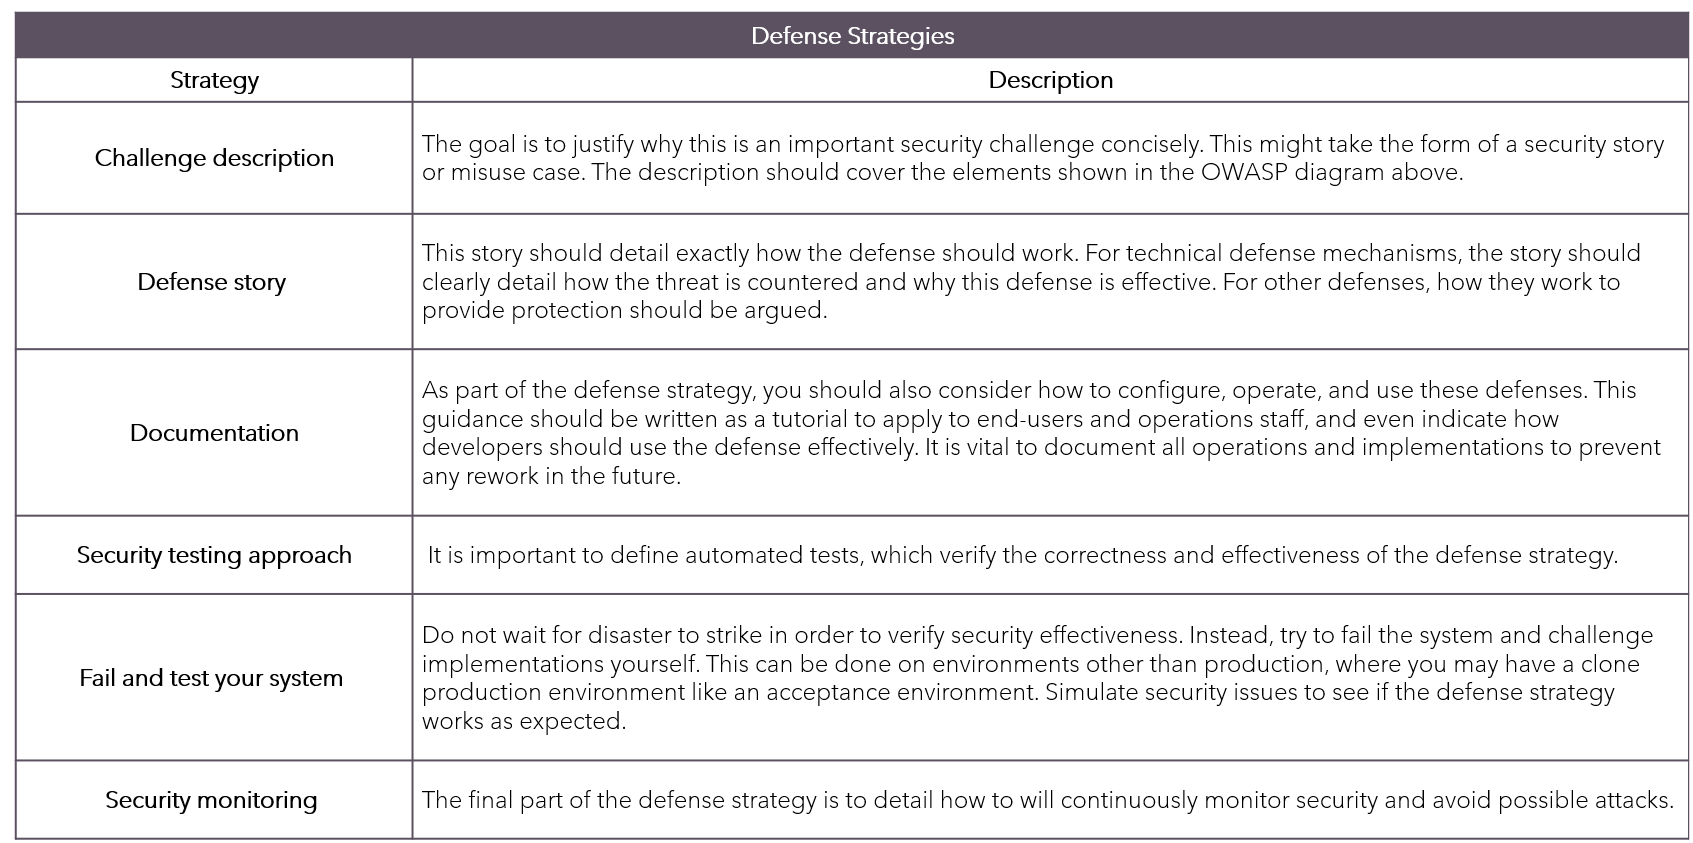 Defense Strategies
Strategy
Description
Challenge description
The goal is to justify why this is an important security challenge concisely. This might take the form of a security story
or misuse case. The description should cover the elements shown in the OWASP diagram above.
Defense story
This story should detail exactly how the defense should work. For technical defense mechanisms, the story should
clearly detail how the threat is countered and why this defense is effective. For other defenses, how they work to
provide protection should be argued.
Documentation
As part of the defense strategy, you should also consider how to configure, operate, and use these defenses. This
guidance should be written as a tutorial to apply to end-users and operations staff, and even indicate how
developers should use the defense effectively. It is vital to document all operations and implementations to prevent
any rework in the future.
Security testing approach
It is important to define automated tests, which verify the correctness and effectiveness of the defense strategy.
Fail and test your system
Do not wait for disaster to strike in order to verify security effectiveness. Instead, try to fail the system and challenge
implementations yourself. This can be done on environments other than production, where you may have a clone
production environment like an acceptance environment. Simulate security issues to see if the defense strategy
works as expected.
Security monitoring
The final part of the defense strategy is to detail how to will continuously monitor security and avoid possible attacks.